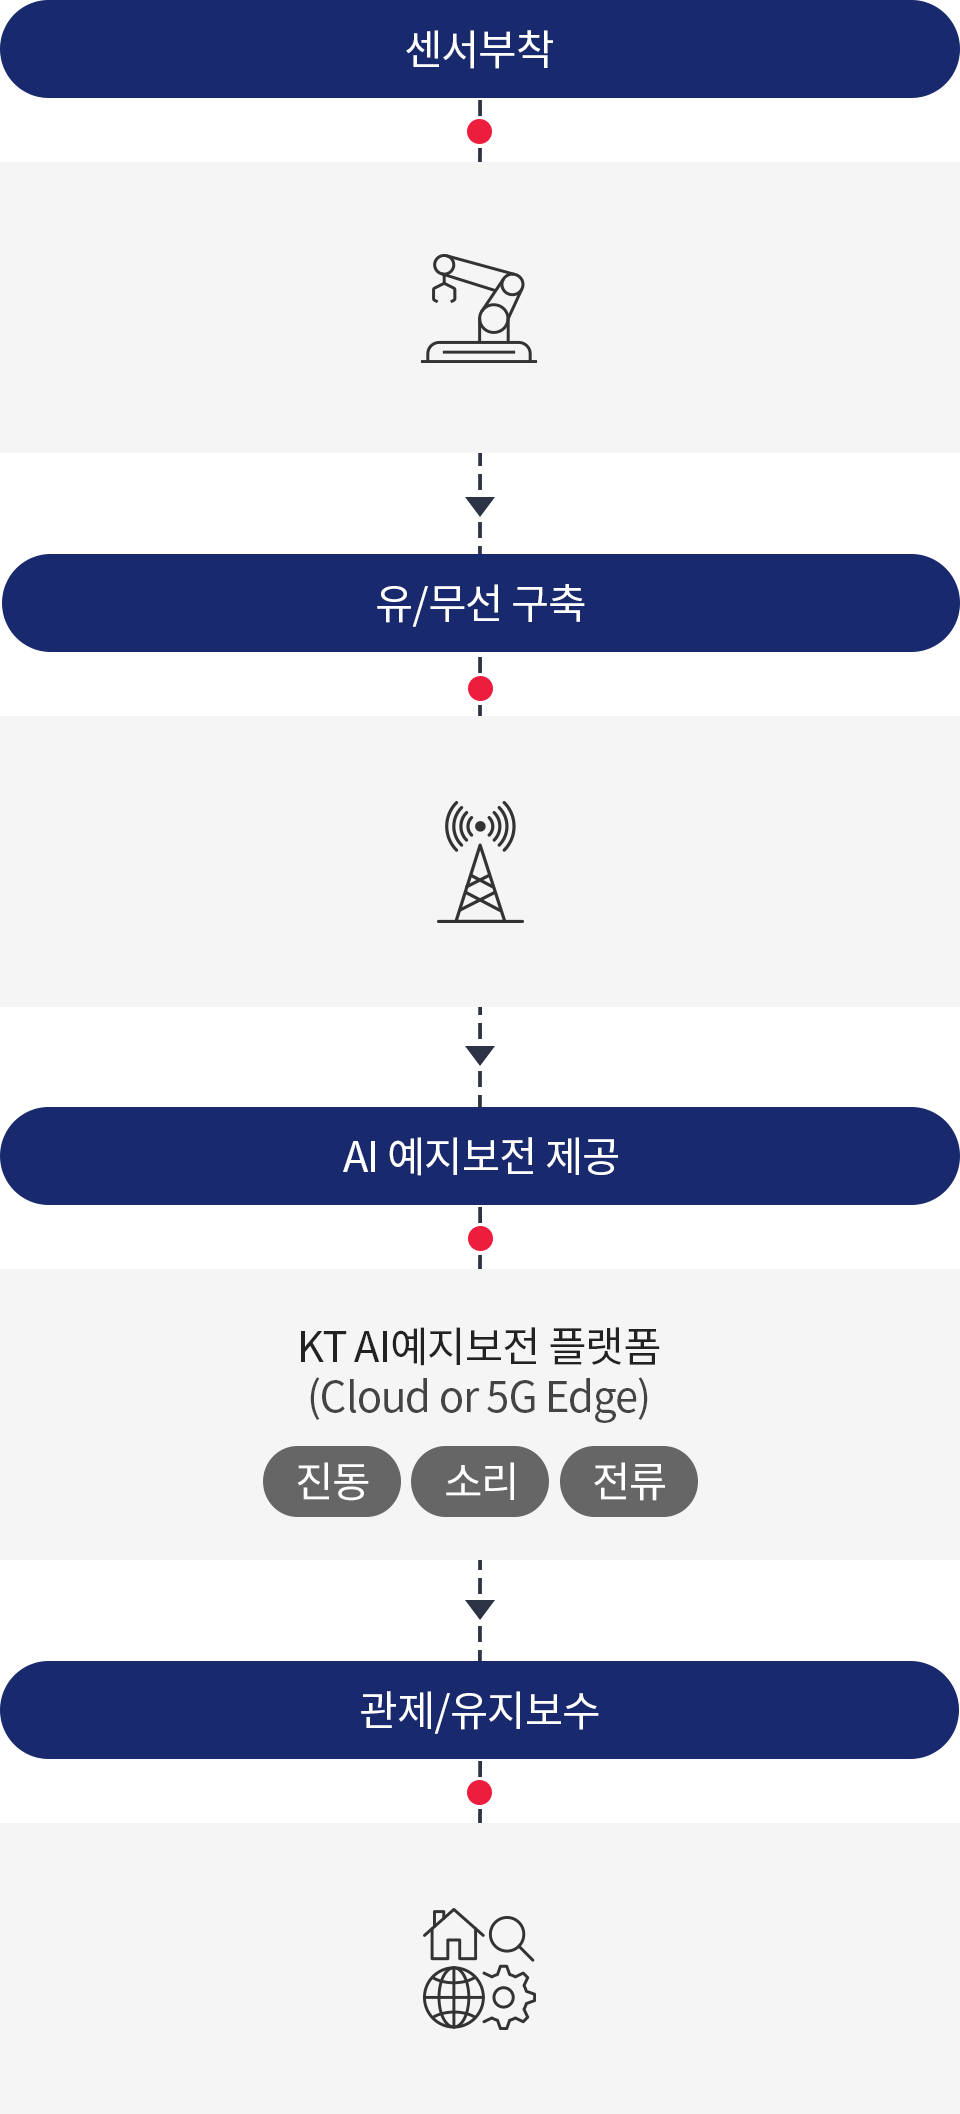 센서부착
유/무선 구축
AI 예지보전 제공
KT AI예지보전 플랫폼
(Cloud or 5G Edge)
진동 소리 전류
관제/유지보수